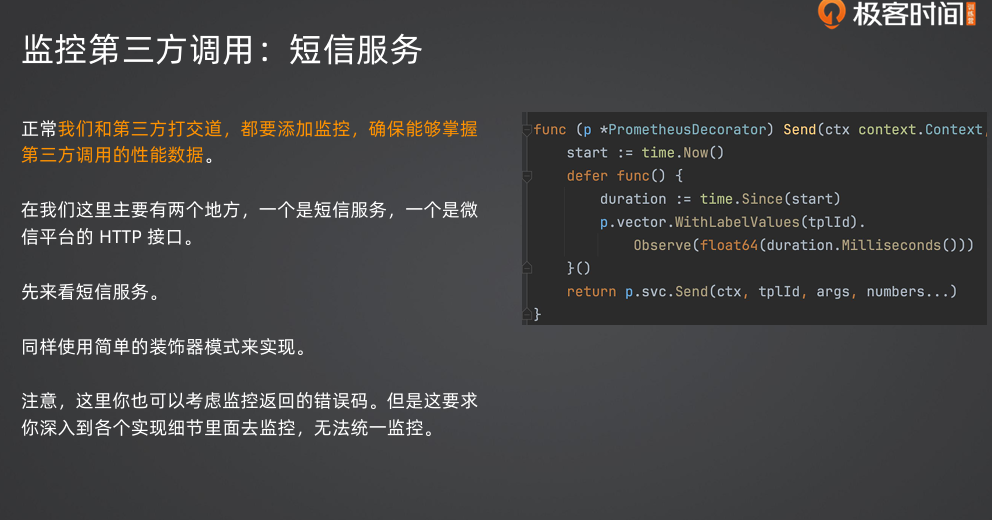 极客时间
训练营
监控第三方调用：短信服务
正常我们和第三方打交道，都要添加监控，确保能够掌握
第三方调用的性能数据。
在我们这里主要有两个地方，一个是短信服务，一个是微
信平台的 HTTP 接口。
先来看短信服务。
同样使用简单的装饰器模式来实现。
注意，这里你也可以考虑监控返回的错误码。但是这要求
你深入到各个实现细节里面去监控，无法统一监控。
func (p *PrometheusDecorator) Send(ctx context.Context,
start := time.Now()
defer func() {
duration := time.Since(start)
p.vector.WithLabelValues(tplId).
Observe(float64(duration.Milliseconds()))
}()
return p.svc.Send(ctx, tplId, args, numbers...)
}